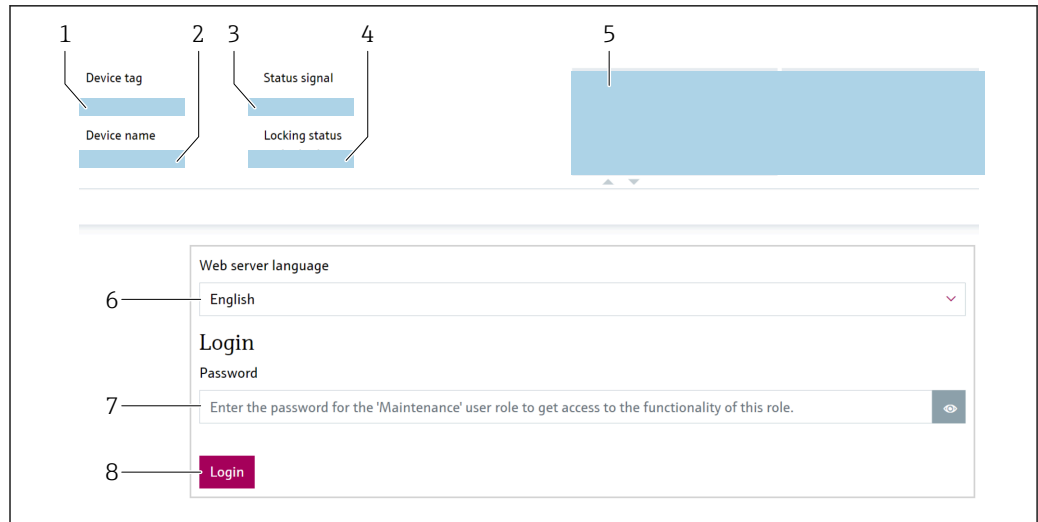 1 2 3 4 5
Device tag Status signal
Device name Locking status
Web server language
6 English
Login
Password
7 Enter the password for the 'Maintenance' user role to get access to the functionality of this role.
8 Login